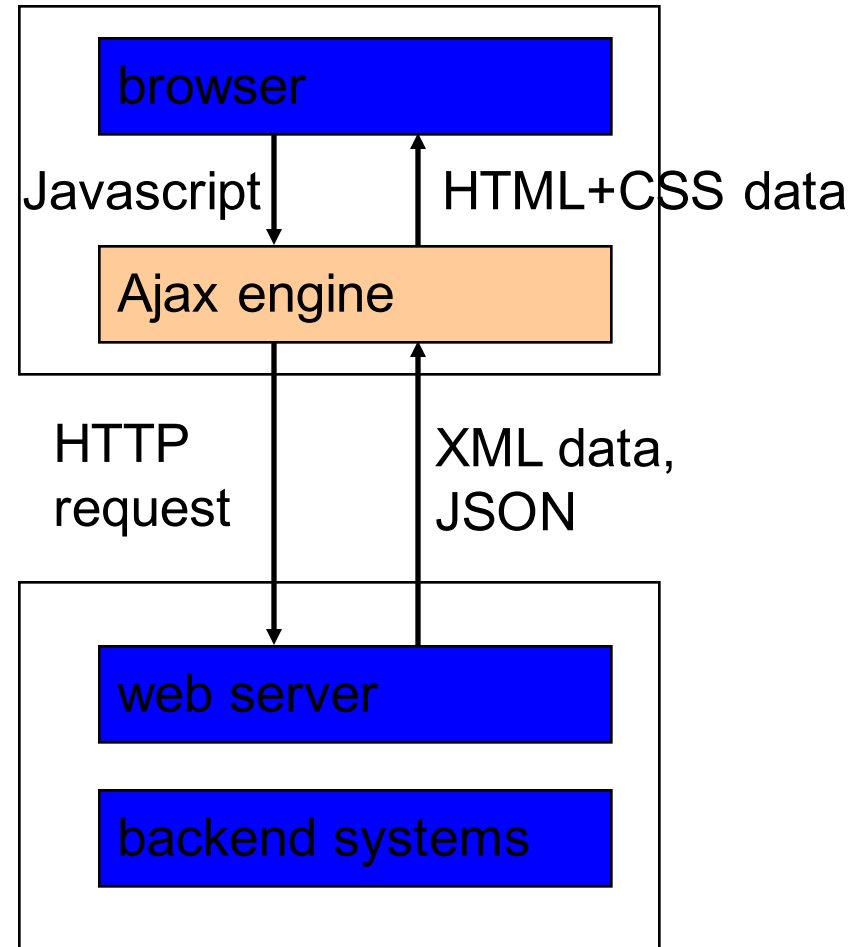 browser
Javascript
HTML+CSS data
Ajax engine
HTTP
request
XML data,
JSON
web server
backend systems